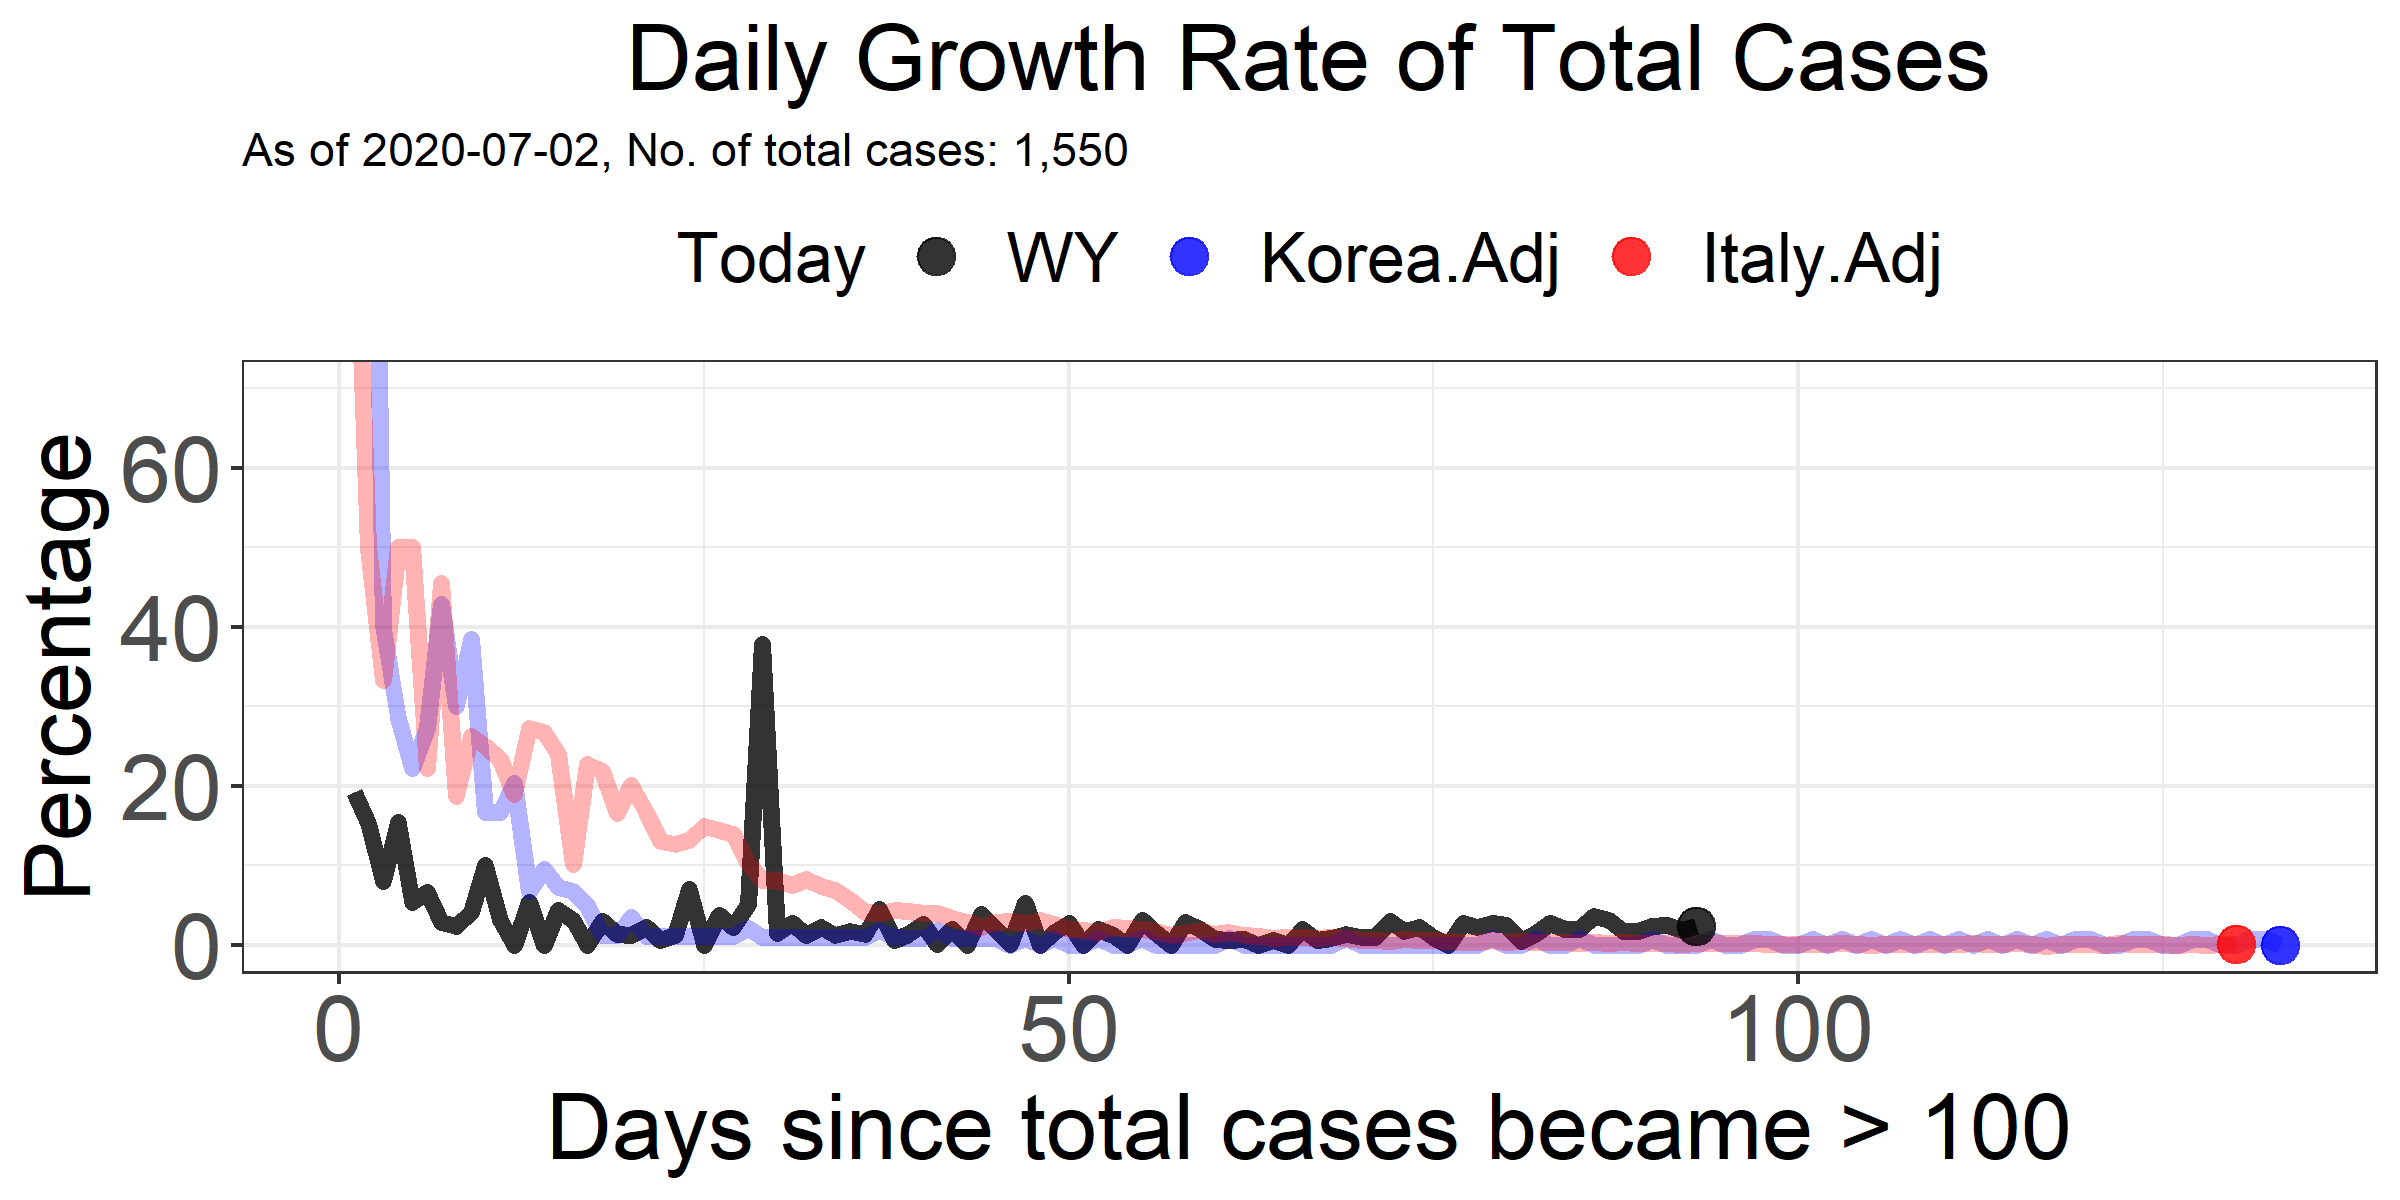 Daily Growth Rate of Total Cases
As of 2020-07-02, No. of total cases: 1,550
Today WY Korea.Adj Italy.Adj
Percentage
60
40
20
0
0 50 100
Days since total cases became > 100